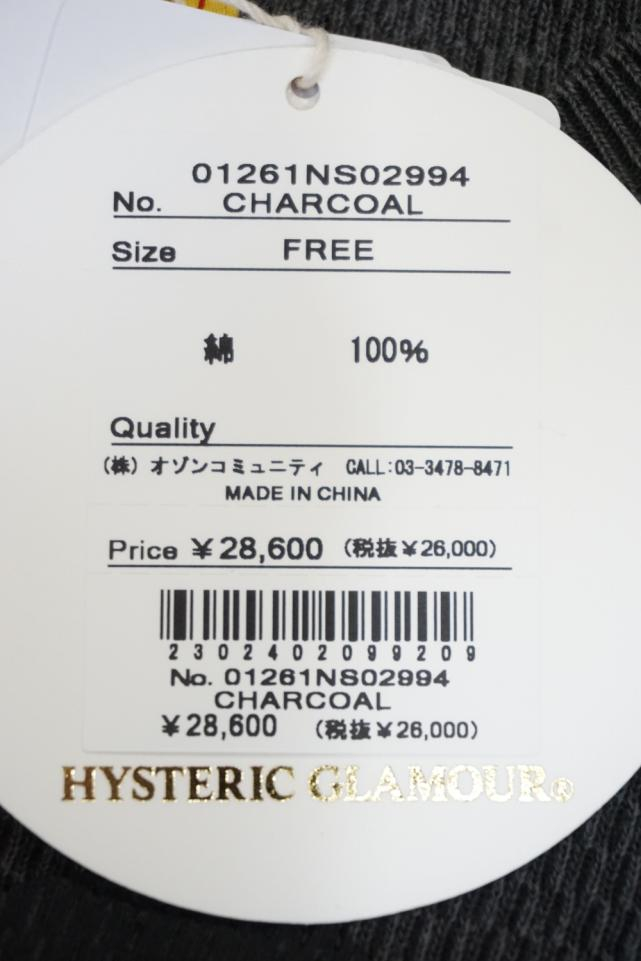 01261NS02994
No. CHARCOAL
Size FREE
綿 100%
Quality
(株) オゾンコミュニティ CALL:03-3478-8471
MADE IN CHINA
Price ¥28,600 (税抜¥26,000)
2302402099209
No. 01261NS02994
CHARCOAL
¥28,600 (税抜¥26,000)
HYSTERIC GLAMOUR®